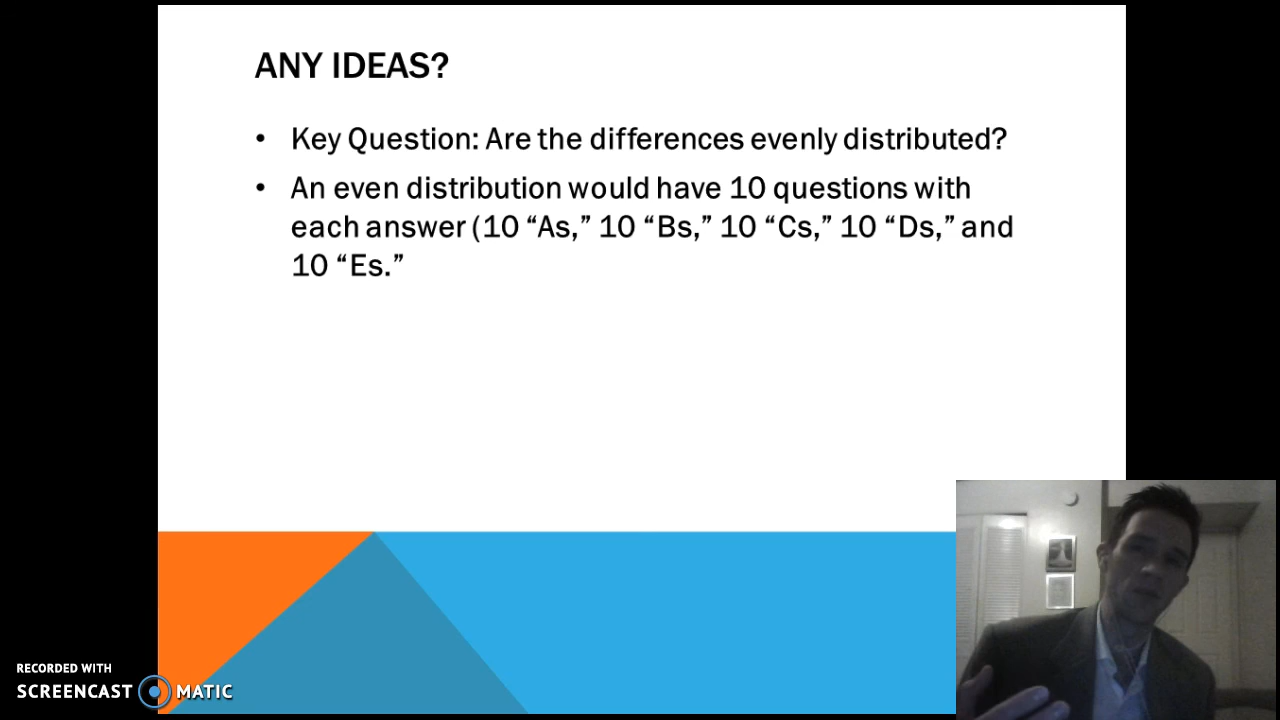 ANY IDEAS?
• Key Question: Are the differences evenly distributed?
• An even distribution would have 10 questions with
each answer (10 “As,” 10 “Bs,” 10 “Cs,” 10 “Ds,” and
10 “Es.”
RECORDED WITH
SCREENCAST MATIC